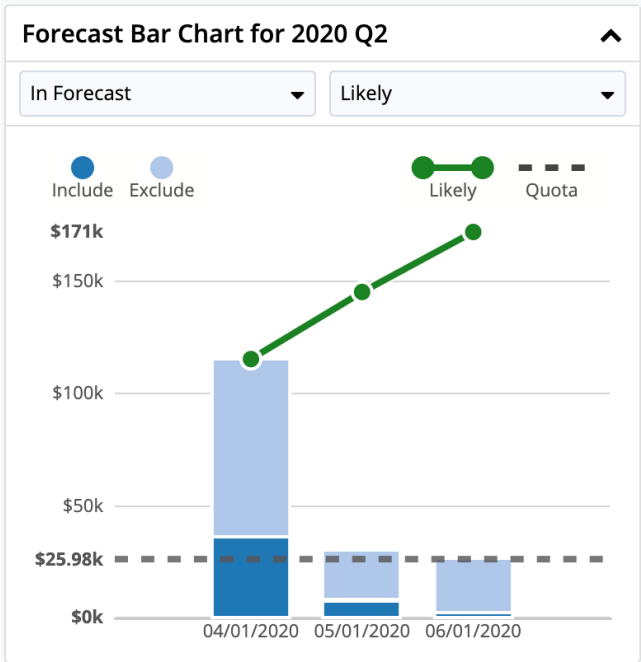 Forecast Bar Chart for 2020 Q2
In Forecast
Likely
Include Exclude
Likely Quota
$171k
$150k
$100k
$50k
$25.98k
$0k
04/01/2020 05/01/2020 06/01/2020